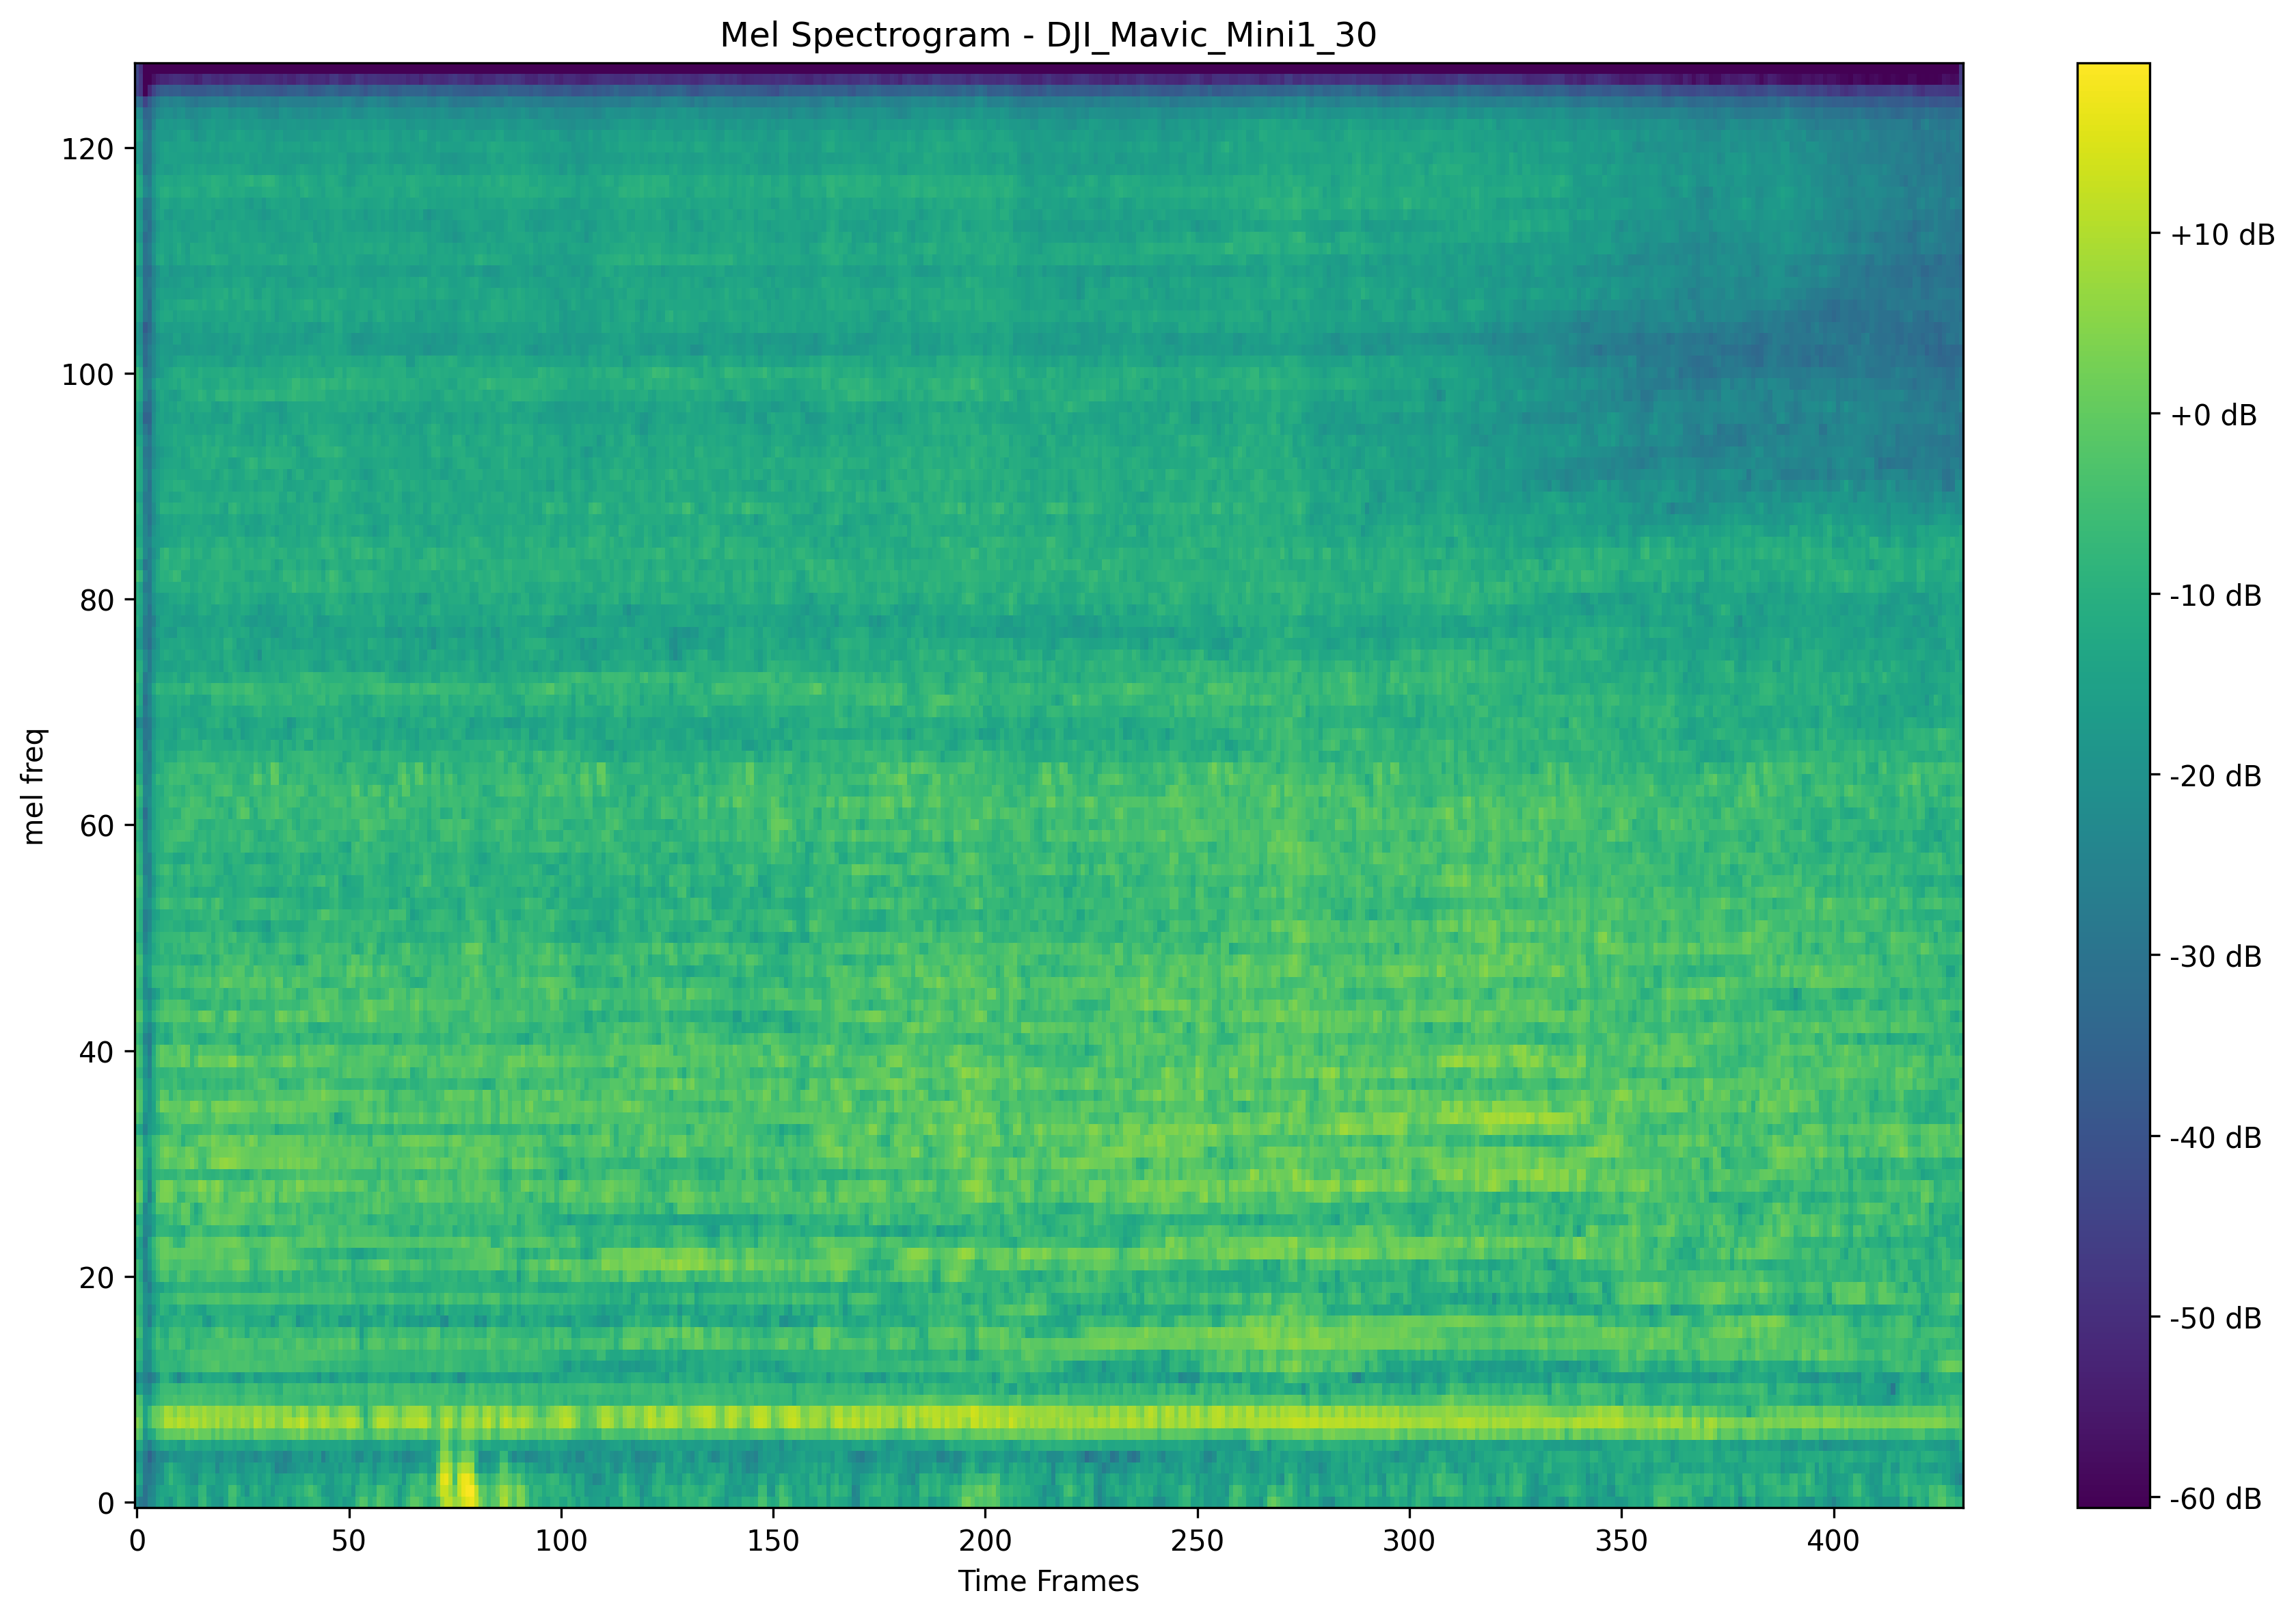 Mel Spectrogram - DJI_Mavic_Mini1_30
mel freq
120
100
80
60
40
20
0
0 50 100 150 200 250 300 350 400
Time Frames
+10 dB
+0 dB
-10 dB
-20 dB
-30 dB
-40 dB
-50 dB
-60 dB